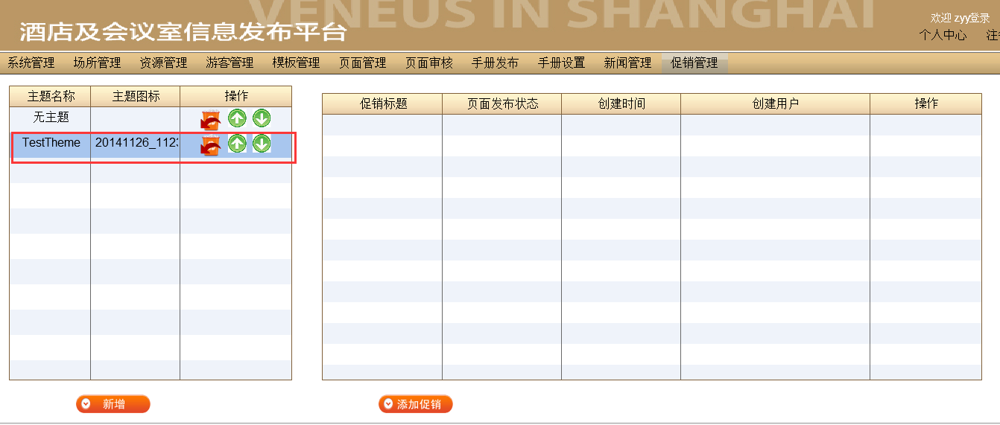 VENEUS IN SHANGHAI
酒店及会议室信息发布平台
欢迎 zyy登录
个人中心
系统管理 场所管理 资源管理 游客管理 模板管理 页面管理 页面审核 手册发布 手册设置 新闻管理 促销管理
主题名称 主题图标 操作
无主题
TestTheme 20141126_112
促销标题 页面发布状态 创建时间 创建用户 操作
新增
添加促销